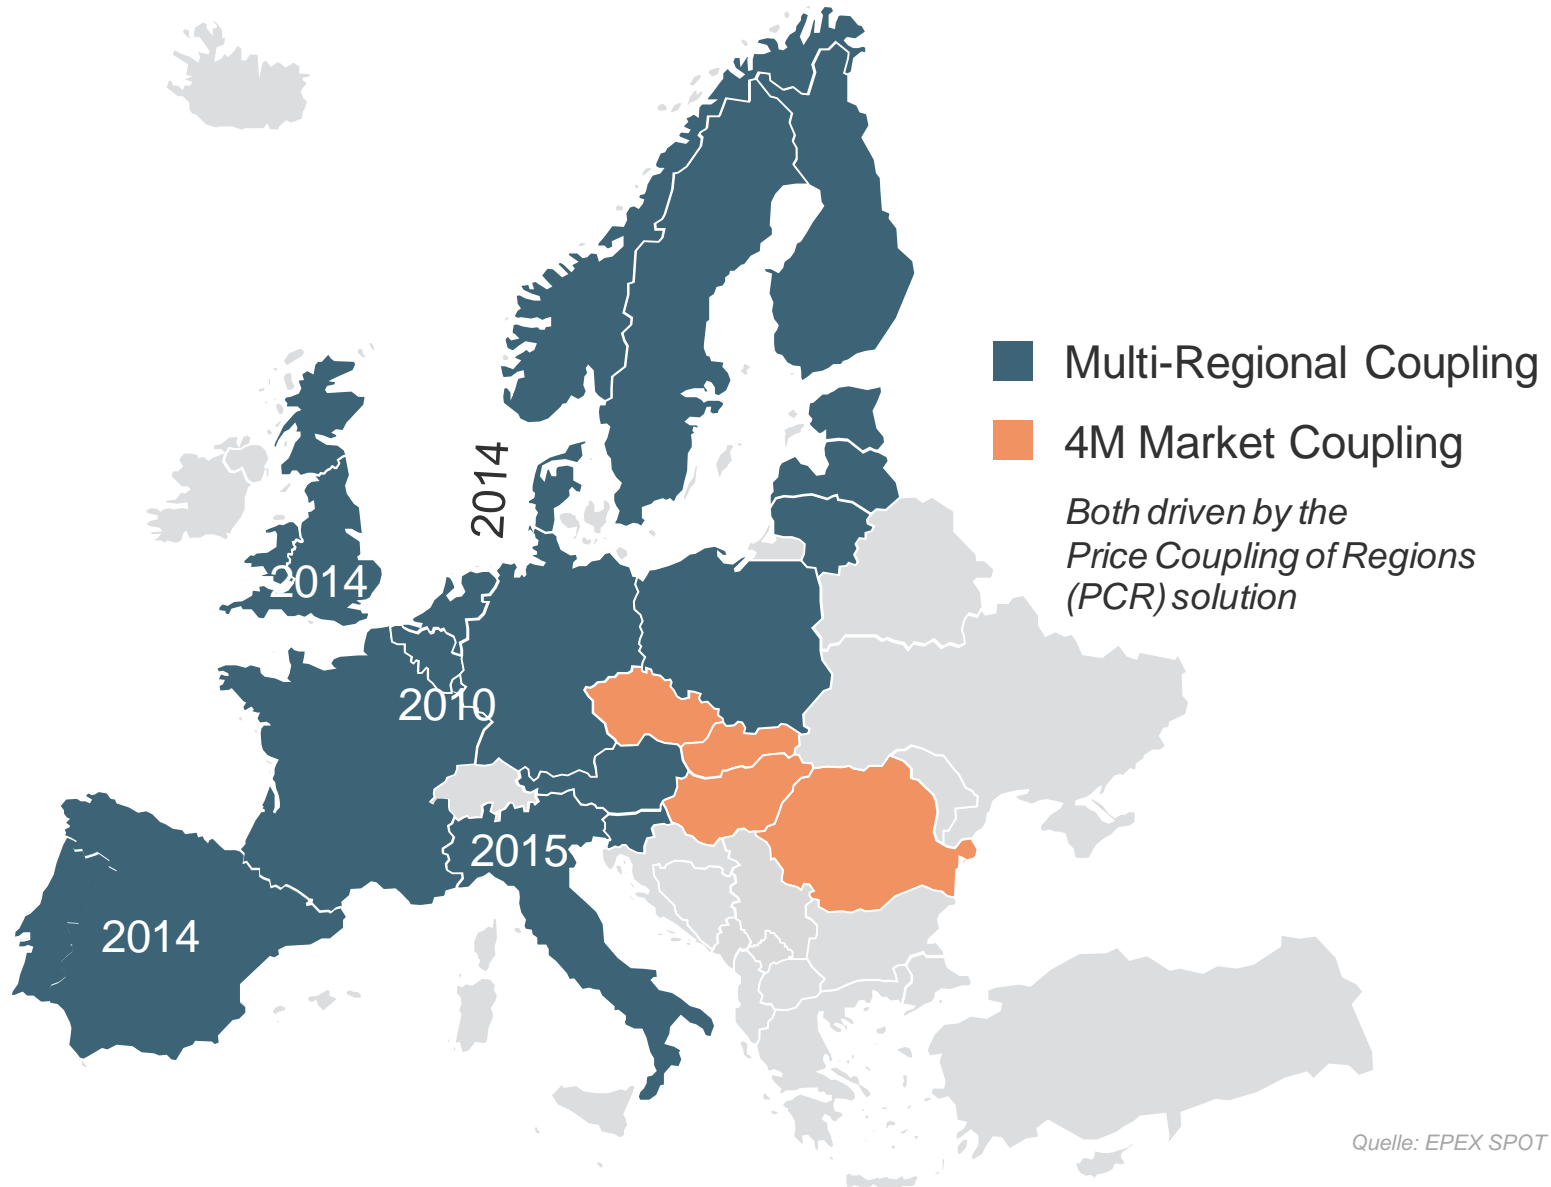 Multi-Regional Coupling
4M Market Coupling
Both driven by the
Price Coupling of Regions
(PCR) solution
2014
2014
2010
2015
2014
Quelle: EPEX SPOT